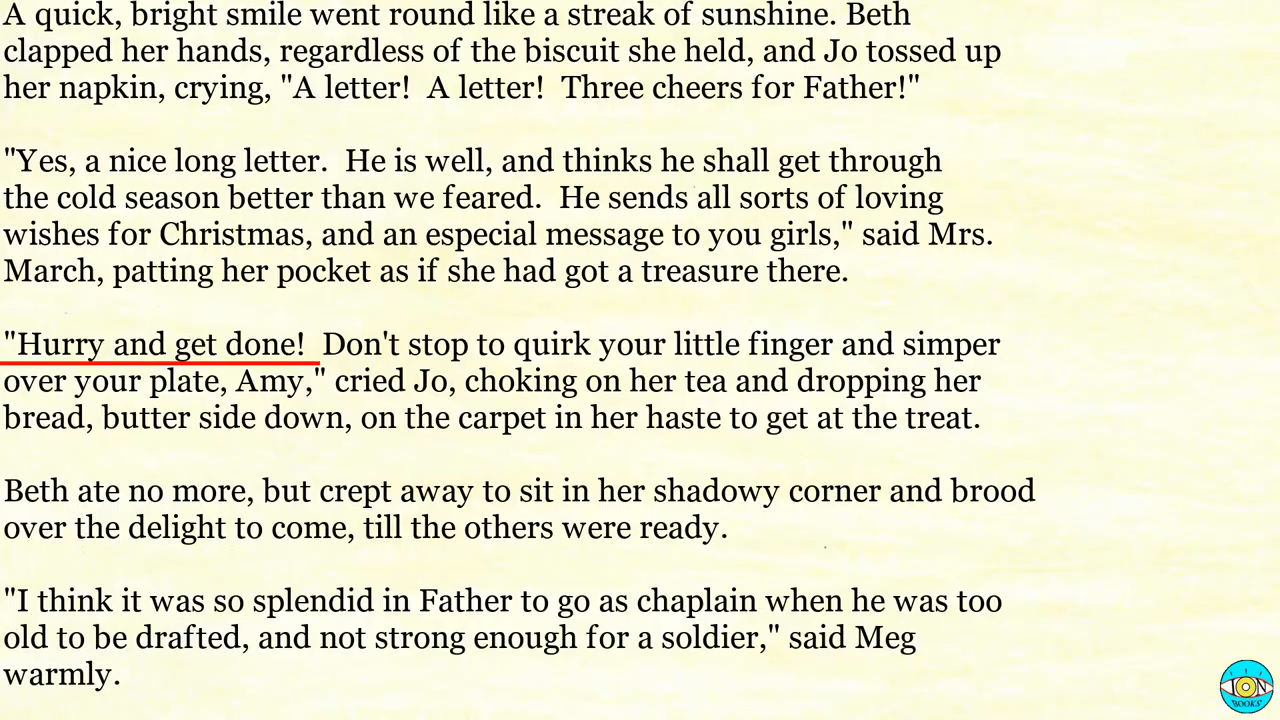 A quick, bright smile went round like a streak of sunshine. Beth
clapped her hands, regardless of the biscuit she held, and Jo tossed up
her napkin, crying, "A letter!  A letter!  Three cheers for Father!"
"Yes, a nice long letter.  He is well, and thinks he shall get through
the cold season better than we feared.  He sends all sorts of loving
wishes for Christmas, and an especial message to you girls," said Mrs.
March, patting her pocket as if she had got a treasure there.
"Hurry and get done!  Don't stop to quirk your little finger and simper
over your plate, Amy," cried Jo, choking on her tea and dropping her
bread, butter side down, on the carpet in her haste to get at the treat.
Beth ate no more, but crept away to sit in her shadowy corner and brood
over the delight to come, till the others were ready.
"I think it was so splendid in Father to go as chaplain when he was too
old to be drafted, and not strong enough for a soldier," said Meg
warmly.
ION
BOOKS